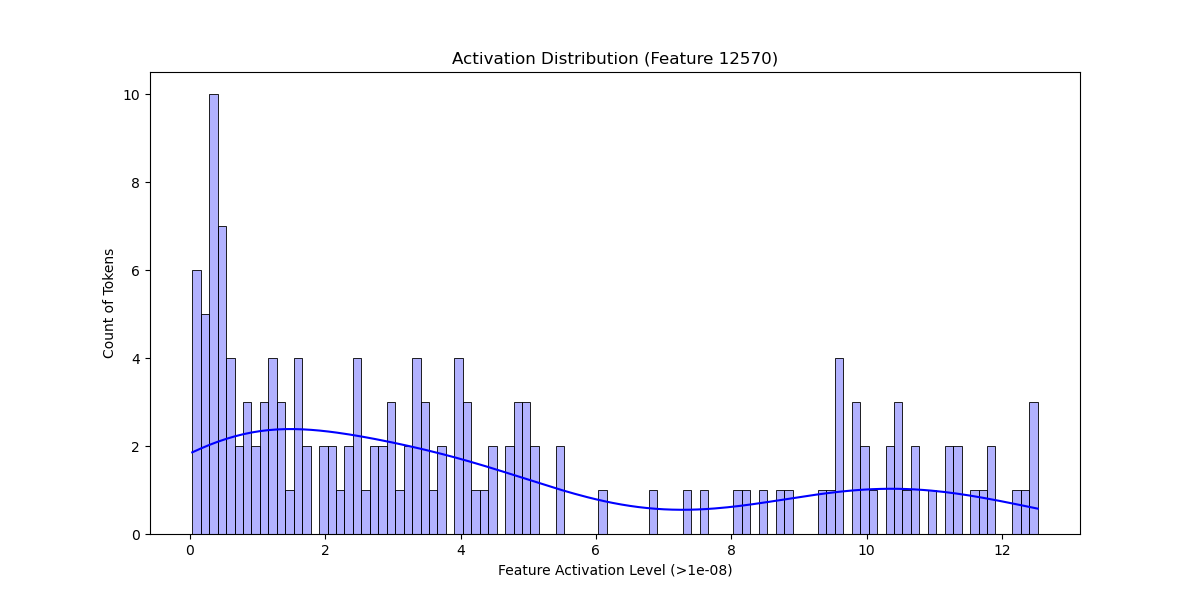 Activation Distribution (Feature 12570)
Count of Tokens
10
8
6
4
2
0
0 2 4 6 8 10 12
Feature Activation Level (>1e-08)